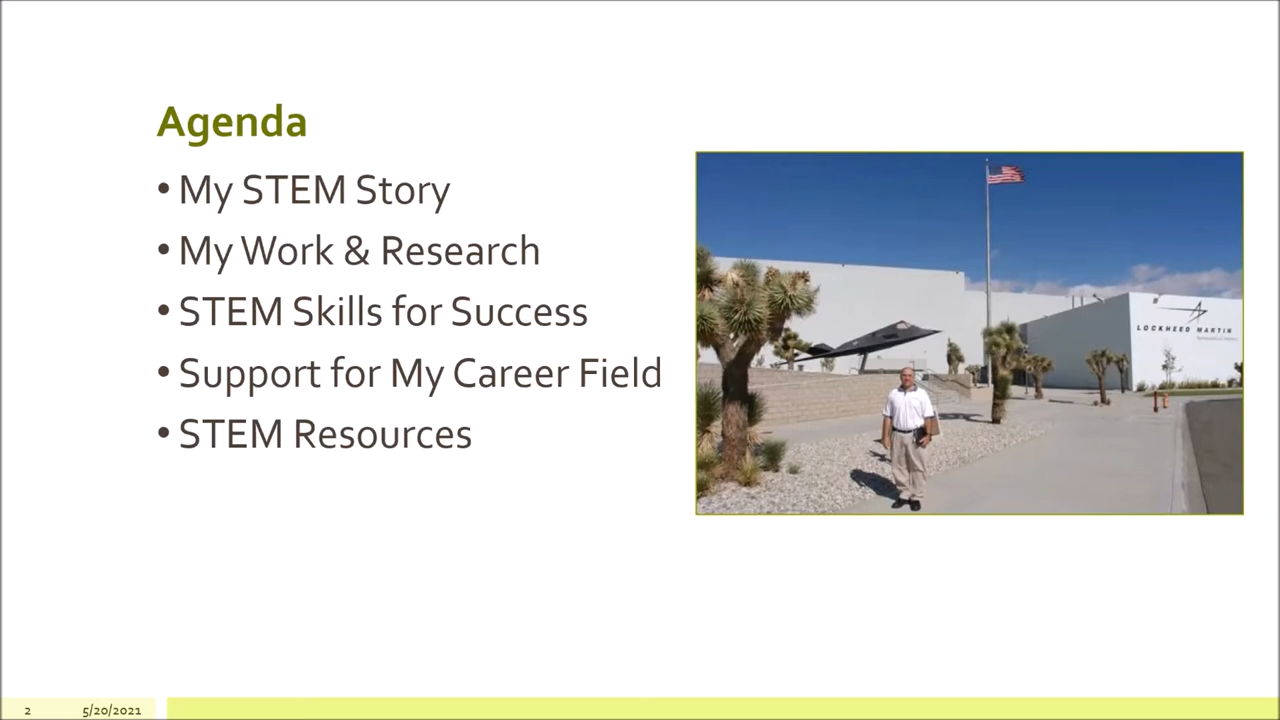 Agenda
• My STEM Story
• My Work & Research
• STEM Skills for Success
• Support for My Career Field
• STEM Resources
LOCKHEED MARTIN
2
5/20/2021